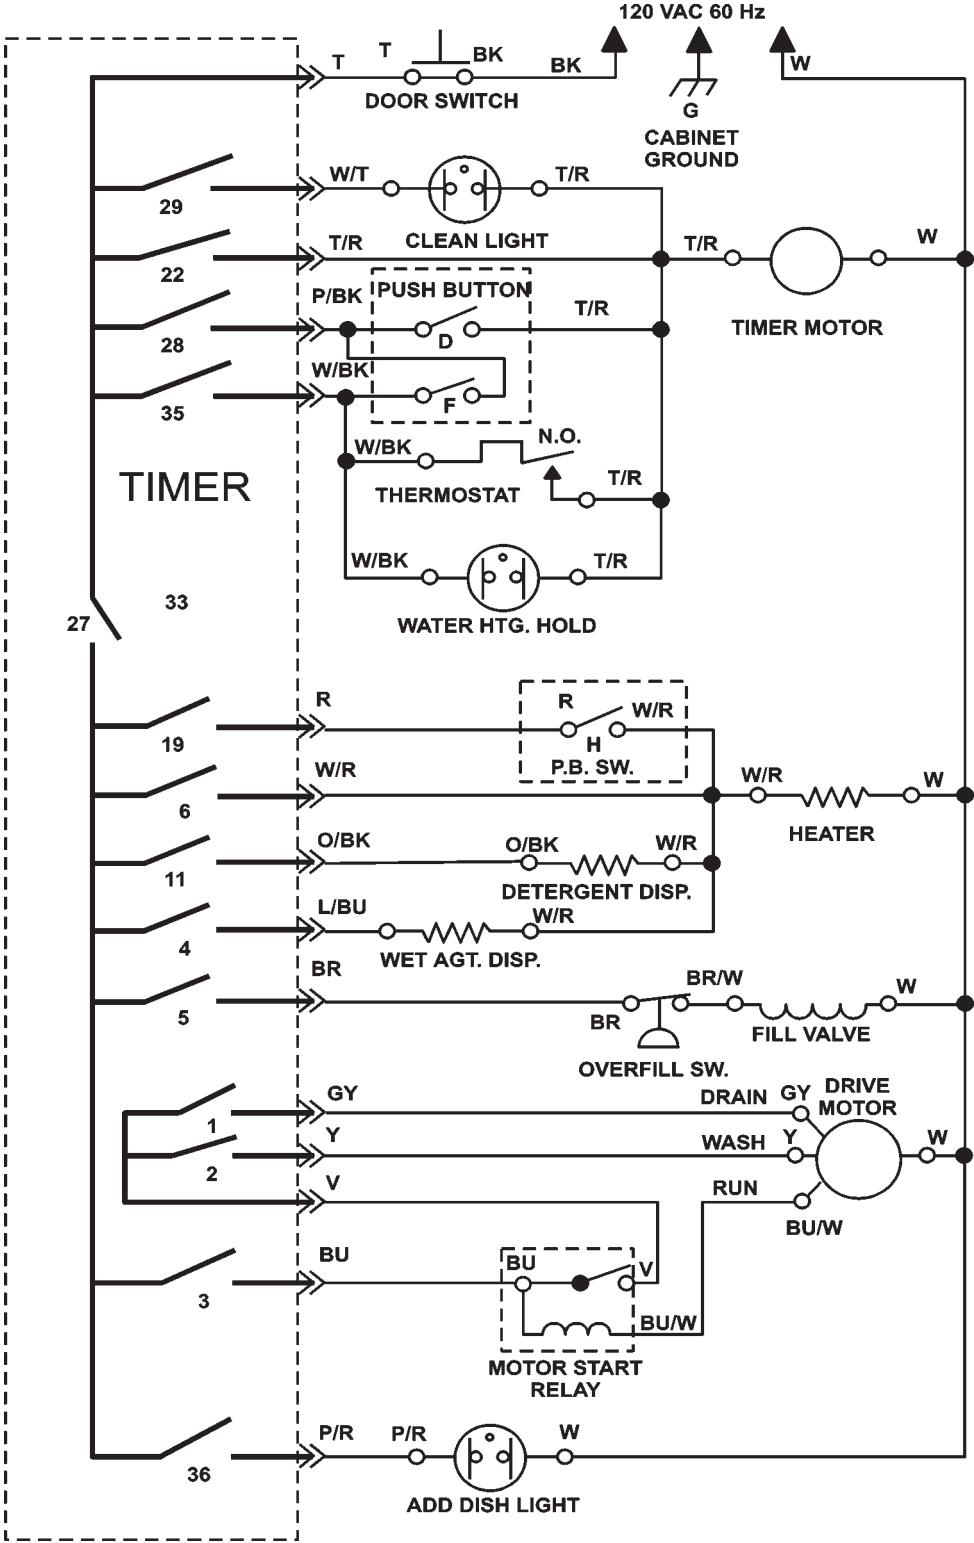 120 VAC 60 Hz
T
T
BK
BK
W
DOOR SWITCH
G
CABINET
GROUND
W/T
T/R
29
CLEAN LIGHT
T/R
T/R
W
22
P/BK
PUSH BUTTON
T/R
TIMER MOTOR
28
D
W/BK
35
F
W/BK
N.O.
TIMER
THERMOSTAT
T/R
W/BK
T/R
33
27
WATER HTG. HOLD
R
R
W/R
19
H
P.B. SW.
W/R
W/R
W
6
HEATER
O/BK
O/BK
W/R
11
DETERGENT DISP.
L/BU
W/R
4
WET AGT. DISP.
BR
BR/W
W
5
BR
FILL VALVE
OVERFILL SW.
GY
DRAIN
GY
DRIVE
MOTOR
1
Y
WASH
Y
W
2
V
RUN
BU/W
BU
BU
V
3
BU/W
MOTOR START
RELAY
P/R
P/R
W
36
ADD DISH LIGHT